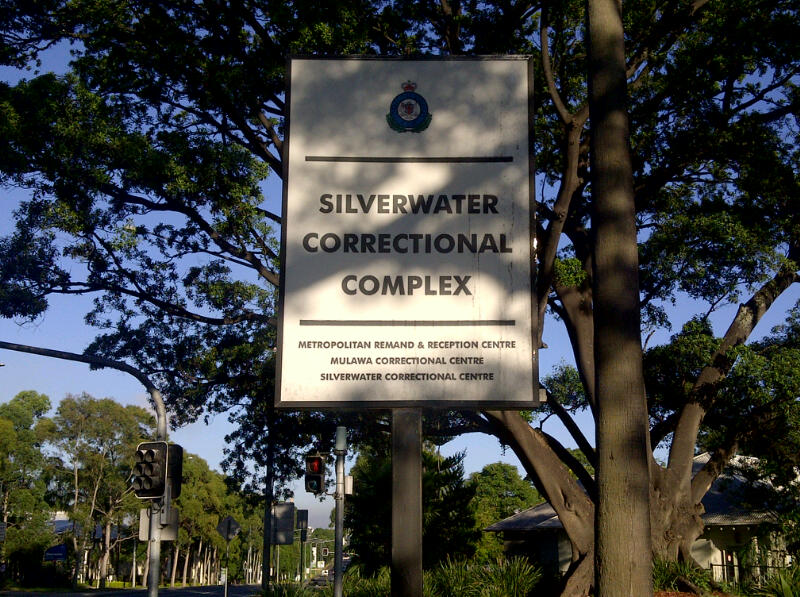 SILVERWATER
CORRECTIONAL
COMPLEX
METROPOLITAN REMAND & RECEPTION CENTRE
MULAWA CORRECTIONAL CENTRE
SILVERWATER CORRECTIONAL CENTRE